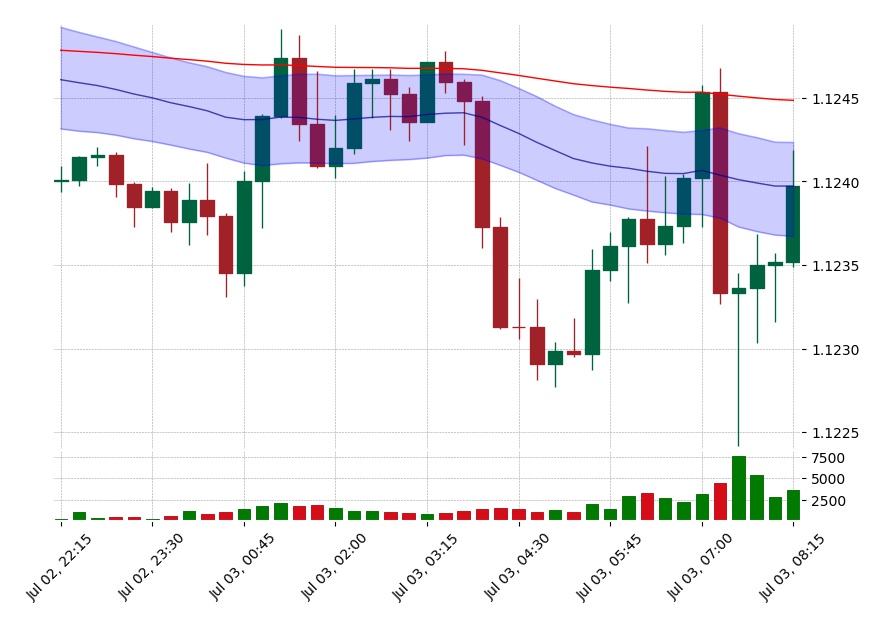 1.1245
1.1240
1.1235
1.1230
1.1225
7500
5000
2500
Jul 02, 22:15
Jul 02, 23:30
Jul 03, 00:45
Jul 03, 02:00
Jul 03, 03:15
Jul 03, 04:30
Jul 03, 05:45
Jul 03, 07:00
Jul 03, 08:15